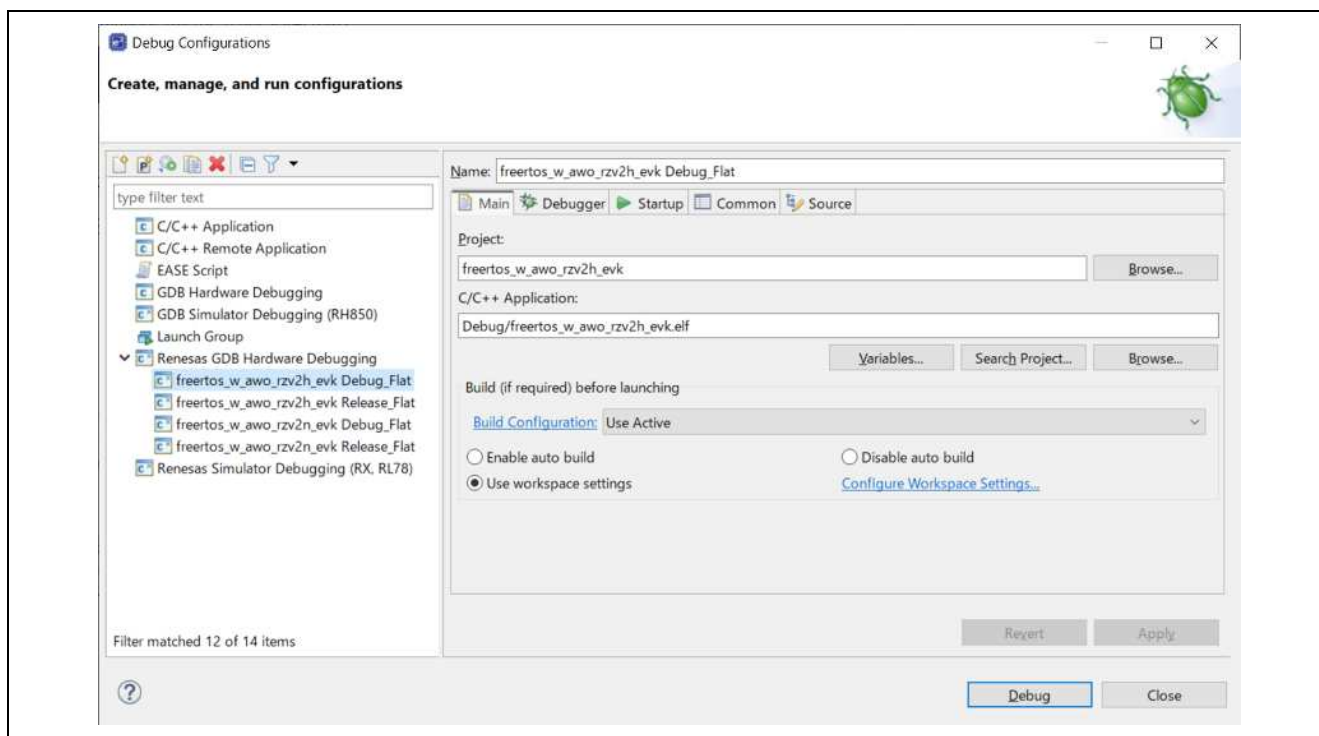 Debug Configurations
Create, manage, and run configurations
type filter text
C/C++ Application
C/C++ Remote Application
EASE Script
GDB Hardware Debugging
GDB Simulator Debugging (RH850)
Launch Group
Renesas GDB Hardware Debugging
freertos_w_awo_rzv2h_evk Debug_Flat
freertos_w_awo_rzv2h_evk Release_Flat
freertos_w_awo_rzv2n_evk Debug_Flat
freertos_w_awo_rzv2n_evk Release_Flat
Renesas Simulator Debugging (RX, RL78)
Filter matched 12 of 14 items
Name: freertos_w_awo_rzv2h_evk Debug_Flat
Main Debugger Startup Common Source
Project:
freertos_w_awo_rzv2h_evk Browse...
C/C++ Application:
Debug/freertos_w_awo_rzv2h_evk.elf
Variables... Search Project... Browse...
Build (if required) before launching
Build Configuration: Use Active
Enable auto build Disable auto build
Use workspace settings Configure Workspace Settings...
Revert Apply
? Debug Close